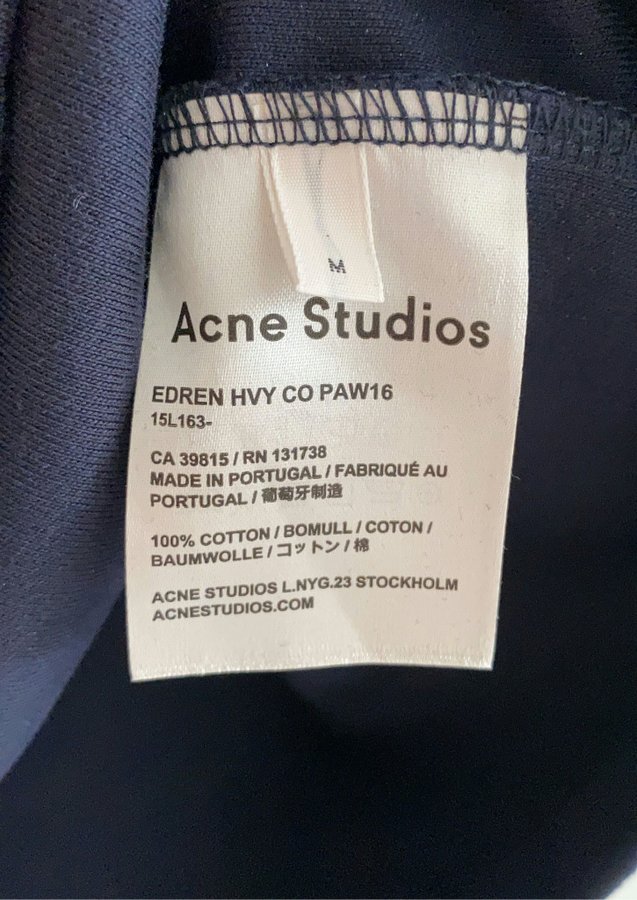 M
Acne Studios
EDREN HVY CO PAW16
15L163-
CA 39815 / RN 131738
MADE IN PORTUGAL / FABRIQUÉ AU
PORTUGAL / 葡萄牙制造
100% COTTON / BOMULL / COTON /
BAUMWOLLE / コットン / 棉
ACNE STUDIOS L.NYG.23 STOCKHOLM
ACNESTUDIOS.COM